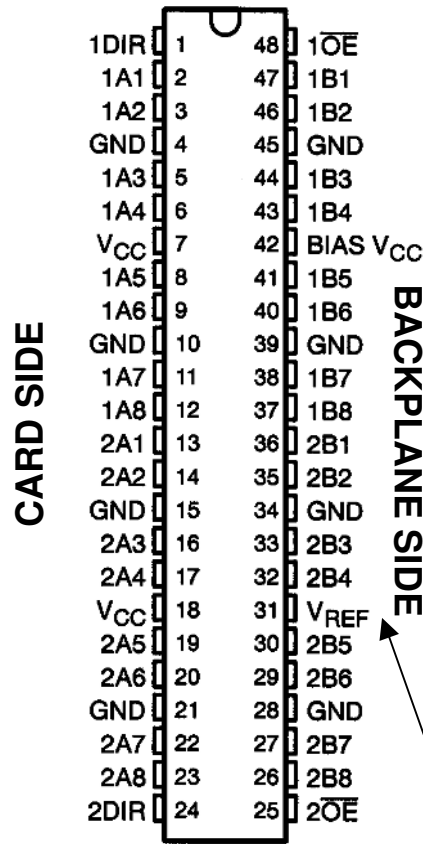 1DIR 1 48 1O̅E̅
1A1 2 47 1B1
1A2 3 46 1B2
GND 4 45 GND
1A3 5 44 1B3
1A4 6 43 1B4
VCC 7 42 BIAS VCC
1A5 8 41 1B5
1A6 9 40 1B6
GND 10 39 GND
1A7 11 38 1B7
1A8 12 37 1B8
2A1 13 36 2B1
2A2 14 35 2B2
GND 15 34 GND
2A3 16 33 2B3
2A4 17 32 2B4
VCC 18 31 VREF
2A5 19 30 2B5
2A6 20 29 2B6
GND 21 28 GND
2A7 22 27 2B7
2A8 23 26 2B8
2DIR 24 25 2O̅E̅
CARD SIDE
BACKPLANE SIDE